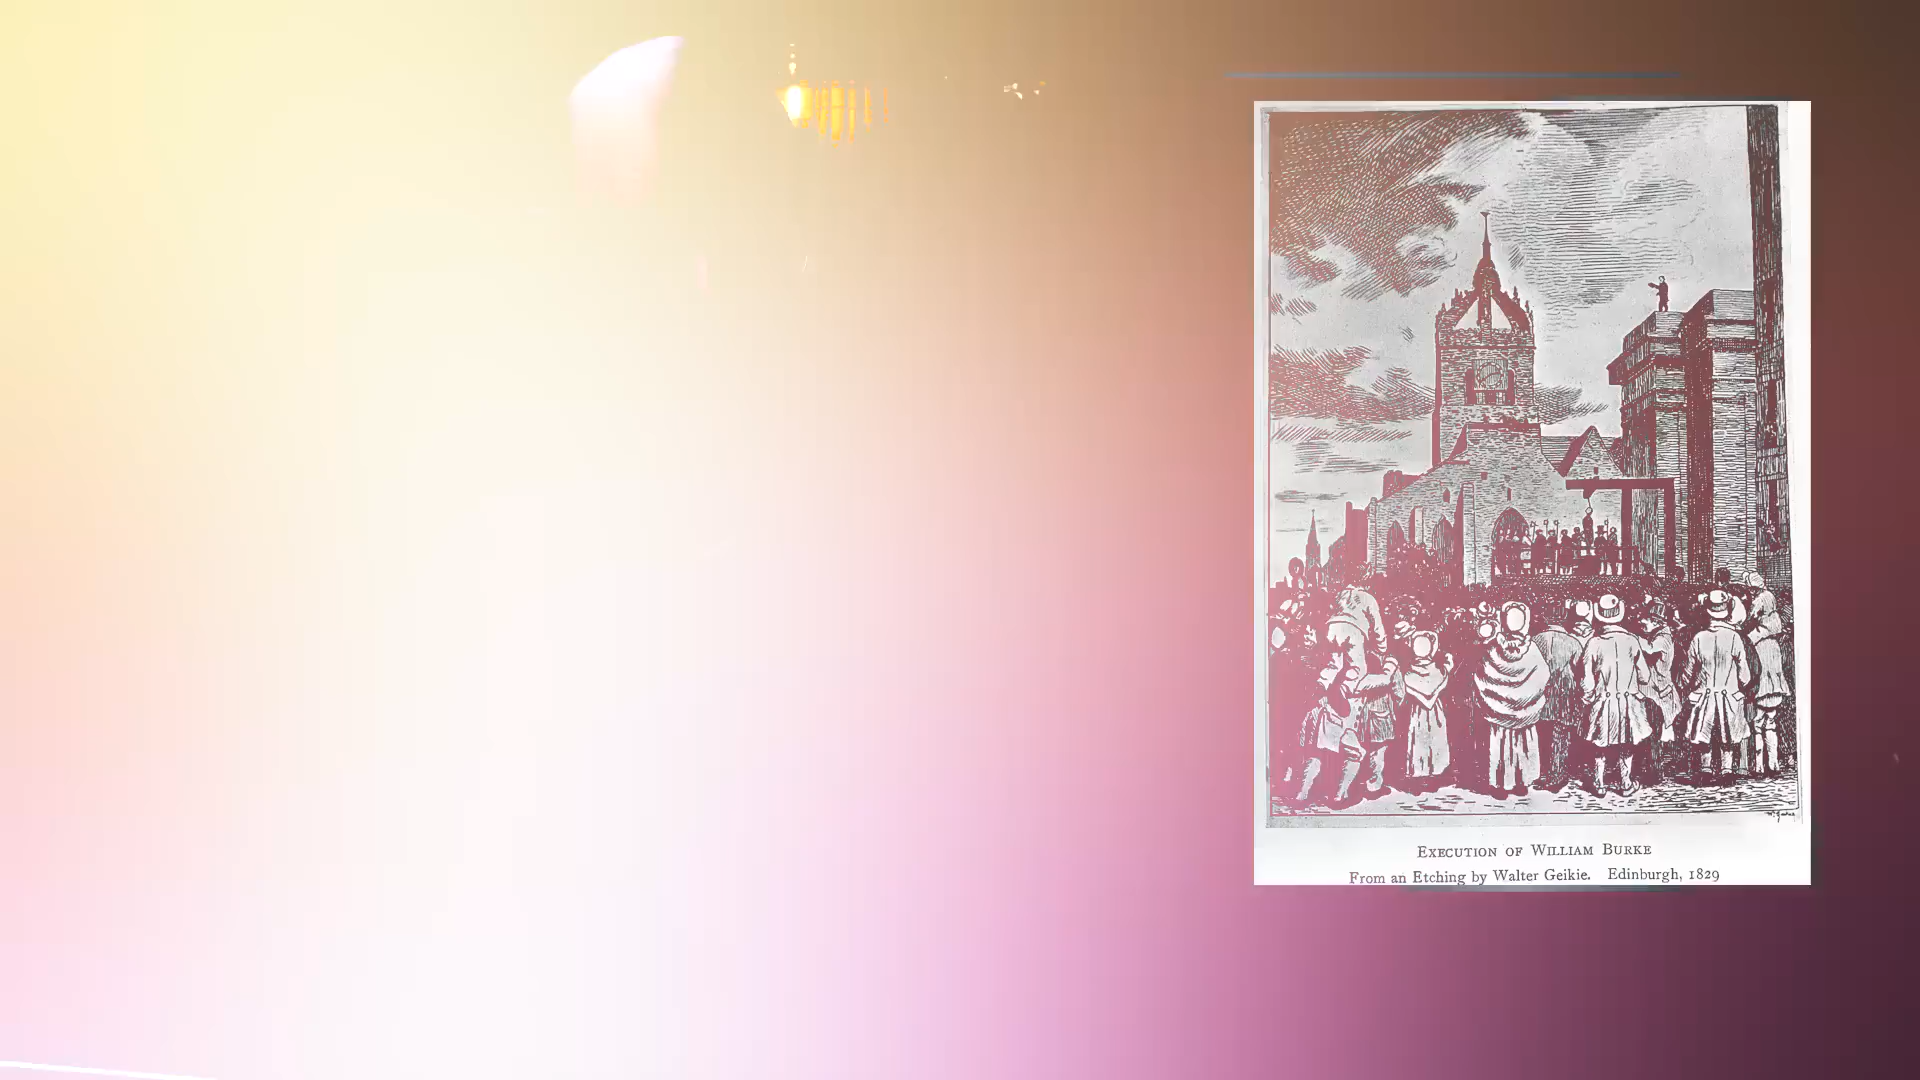 Execution of William Burke
From an Etching by Walter Geikie. Edinburgh, 1829